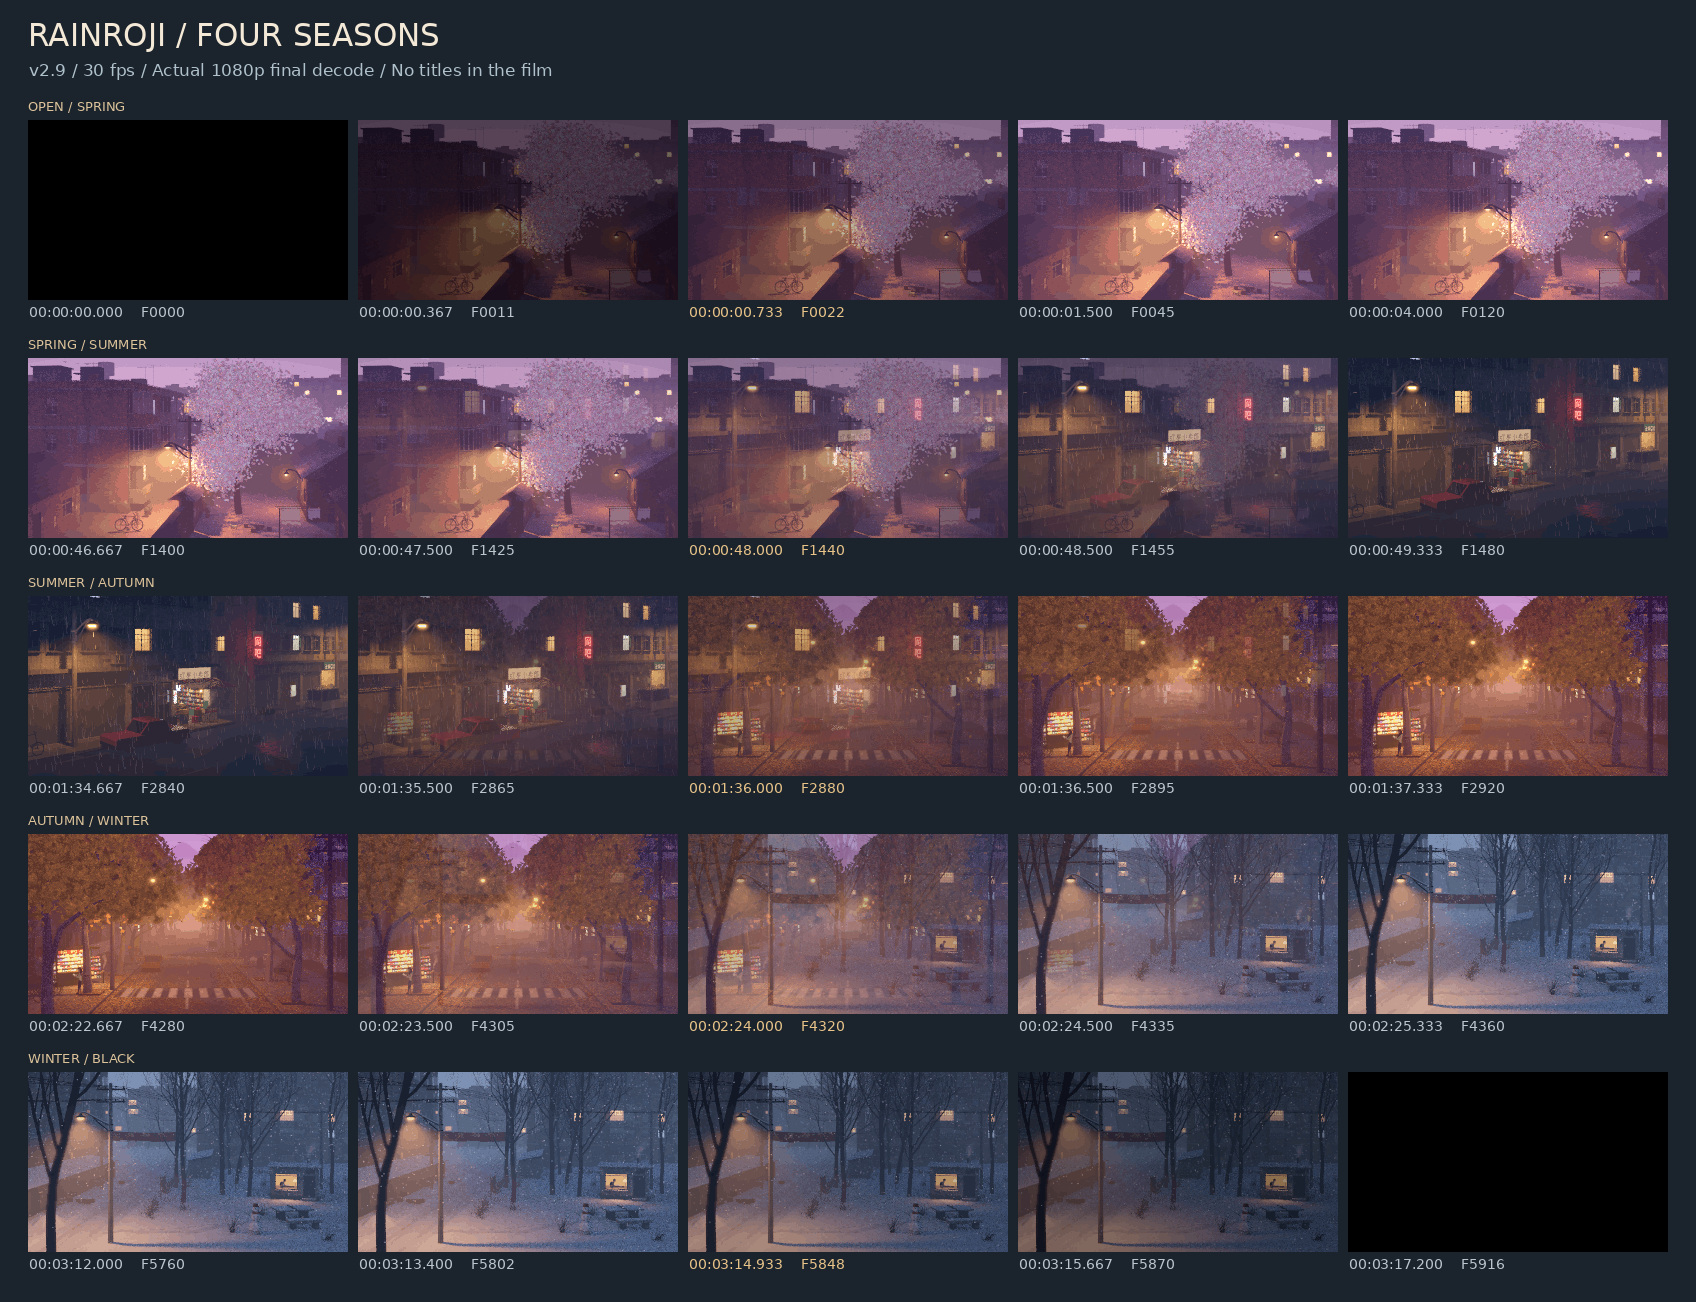 RAINROJI / FOUR SEASONS
v2.9 / 30 fps / Actual 1080p final decode / No titles in the film
OPEN / SPRING
00:00:00.000 F0000
00:00:00.367 F0011
00:00:00.733 F0022
00:00:01.500 F0045
00:00:04.000 F0120
SPRING / SUMMER
00:00:46.667 F1400
00:00:47.500 F1425
00:00:48.000 F1440
00:00:48.500 F1455
00:00:49.333 F1480
SUMMER / AUTUMN
00:01:34.667 F2840
00:01:35.500 F2865
00:01:36.000 F2880
00:01:36.500 F2895
00:01:37.333 F2920
AUTUMN / WINTER
00:02:22.667 F4280
00:02:23.500 F4305
00:02:24.000 F4320
00:02:24.500 F4335
00:02:25.333 F4360
WINTER / BLACK
00:03:12.000 F5760
00:03:13.400 F5802
00:03:14.933 F5848
00:03:15.667 F5870
00:03:17.200 F5916